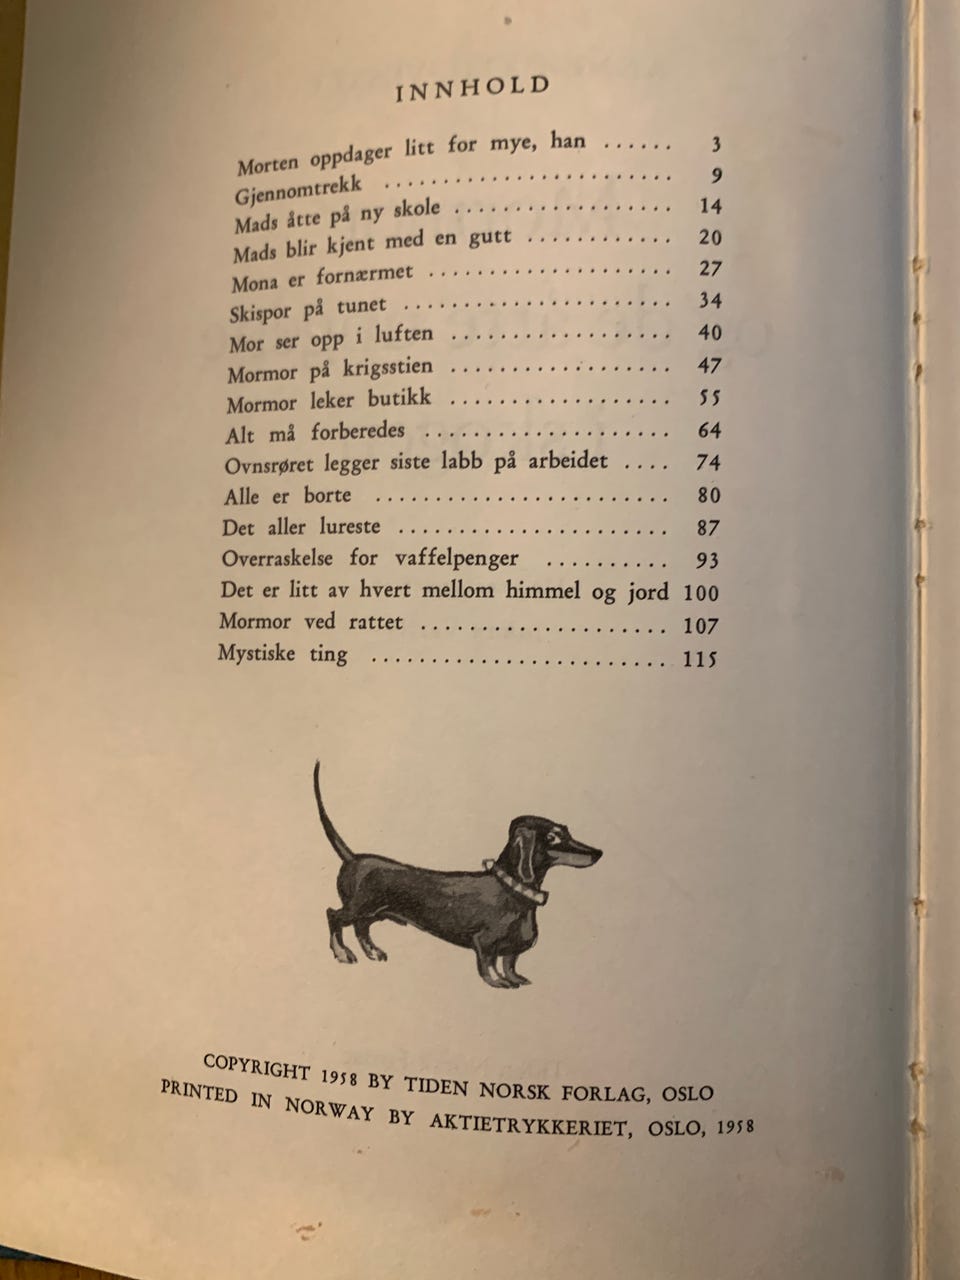 INNHOLD
Morten oppdager litt for mye, han ...... 3
Gjennomtrekk ......................... 9
Mads åtte på ny skole ................... 14
Mads blir kjent med en gutt ............ 20
Mona er fornærmet ..................... 27
Skispor på tunet ....................... 34
Mor ser opp i luften ................... 40
Mormor på krigsstien .................. 47
Mormor leker butikk ................... 55
Alt må forberedes ..................... 64
Ovnsrøret legger siste labb på arbeidet .... 74
Alle er borte ......................... 80
Det aller lureste ....................... 87
Overraskelse for vaffelpenger .......... 93
Det er litt av hvert mellom himmel og jord 100
Mormor ved rattet ..................... 107
Mystiske ting ......................... 115
COPYRIGHT 1958 BY TIDEN NORSK FORLAG, OSLO
PRINTED IN NORWAY BY AKTIETRYKKERIET, OSLO, 1958